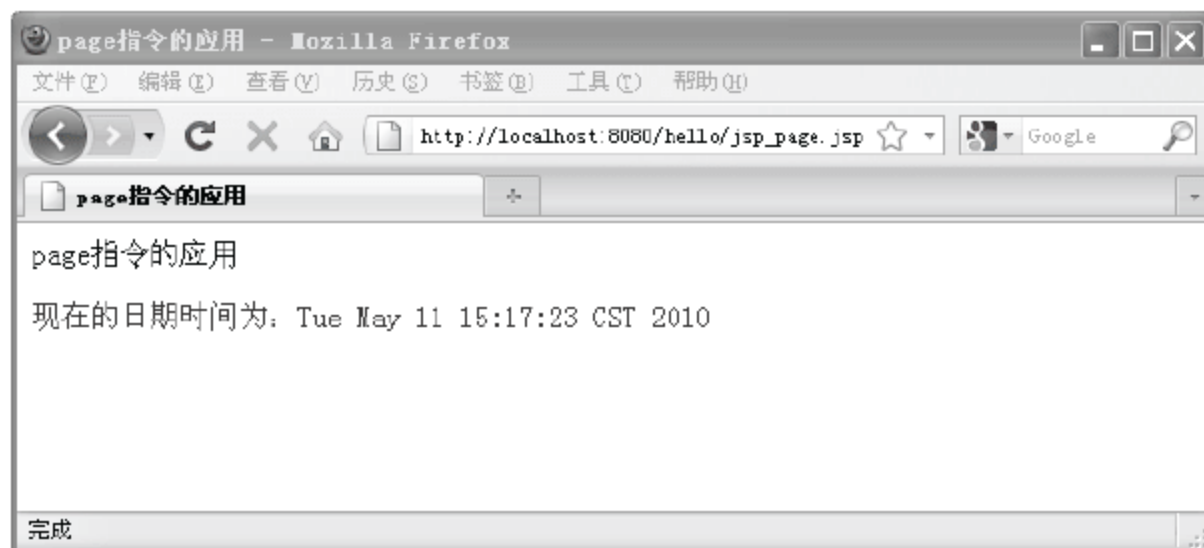 page指令的应用 - Mozilla Firefox
文件(F) 编辑(E) 查看(V) 历史(S) 书签(B) 工具(T) 帮助(H)
http://localhost:8080/hello/jsp_page.jsp Google
page指令的应用
page指令的应用
现在的日期时间为：Tue May 11 15:17:23 CST 2010
完成